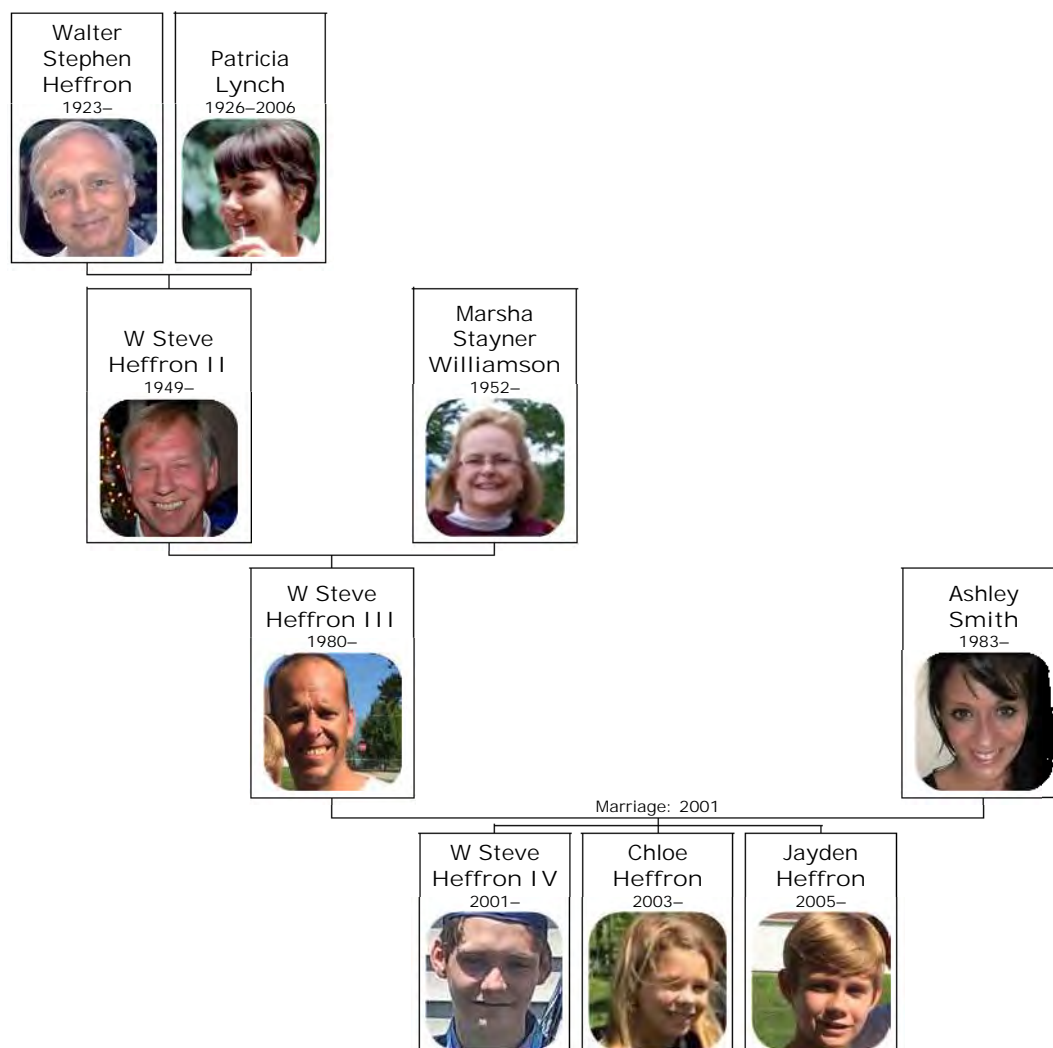 Walter
Stephen
Heffron
1923–
Patricia
Lynch
1926–2006
W Steve
Heffron II
1949–
Marsha
Stayner
Williamson
1952–
W Steve
Heffron III
1980–
Ashley
Smith
1983–
Marriage: 2001
W Steve
Heffron IV
2001–
Chloe
Heffron
2003–
Jayden
Heffron
2005–